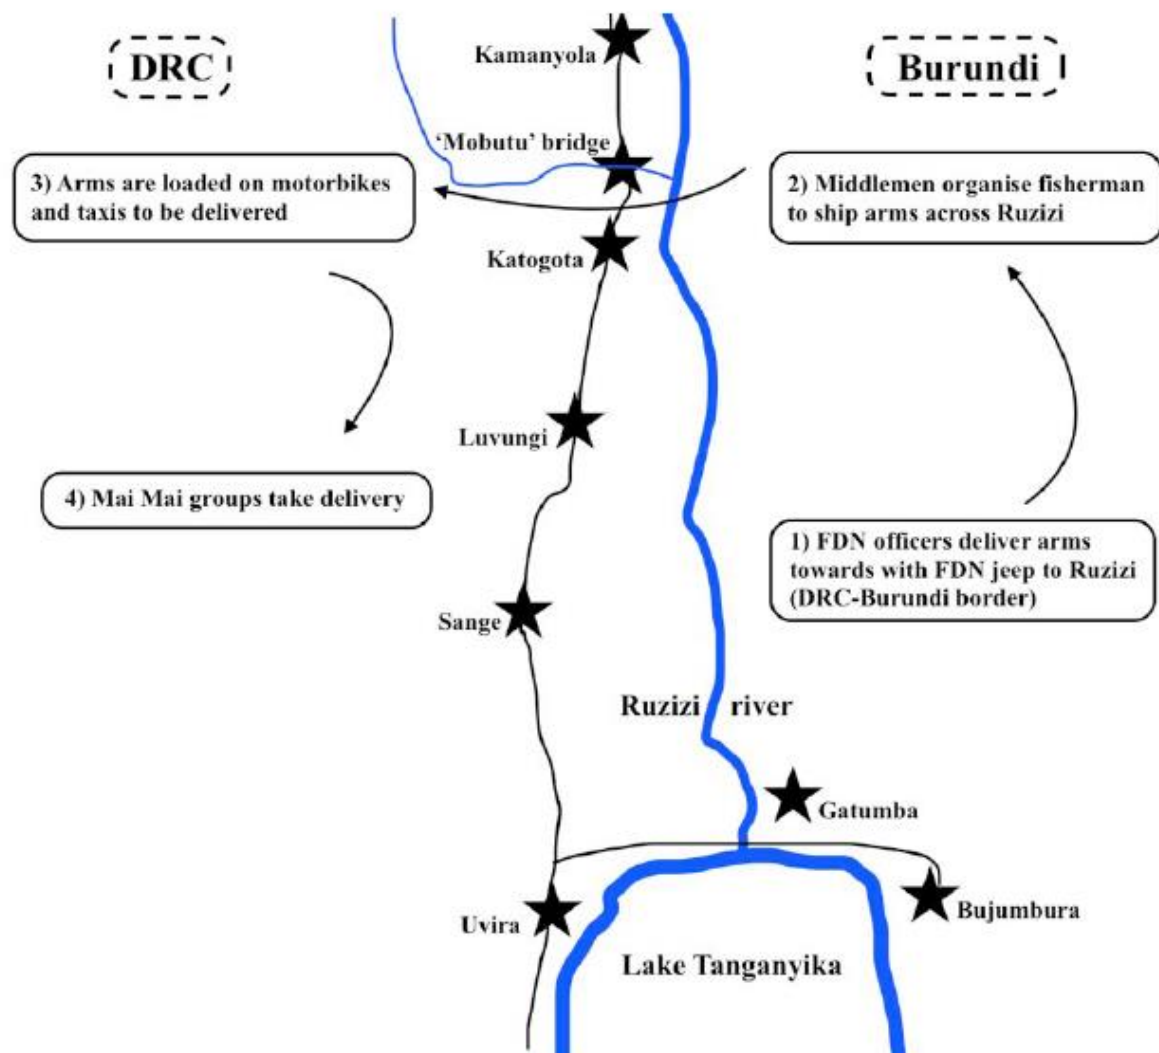 DRC
Burundi
Kamanyola
‘Mobutu’ bridge
3) Arms are loaded on motorbikes
and taxis to be delivered
2) Middlemen organise fisherman
to ship arms across Ruzizi
Katogota
Luvungi
4) Mai Mai groups take delivery
1) FDN officers deliver arms
towards with FDN jeep to Ruzizi
(DRC-Burundi border)
Sange
Ruzizi river
Gatumba
Uvira
Bujumbura
Lake Tanganyika